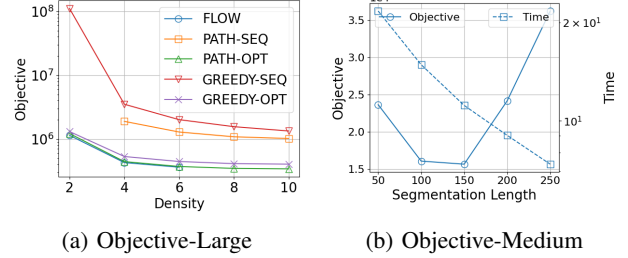 10^8
10^7
10^6
Objective
2 4 6 8 10
Density
FLOW
PATH-SEQ
PATH-OPT
GREEDY-SEQ
GREEDY-OPT
(a) Objective-Large
3.5
3.0
2.5
2.0
1.5
Objective
Objective
Time
2 × 10^1
10^1
Time
50 100 150 200 250
Segmentation Length
(b) Objective-Medium